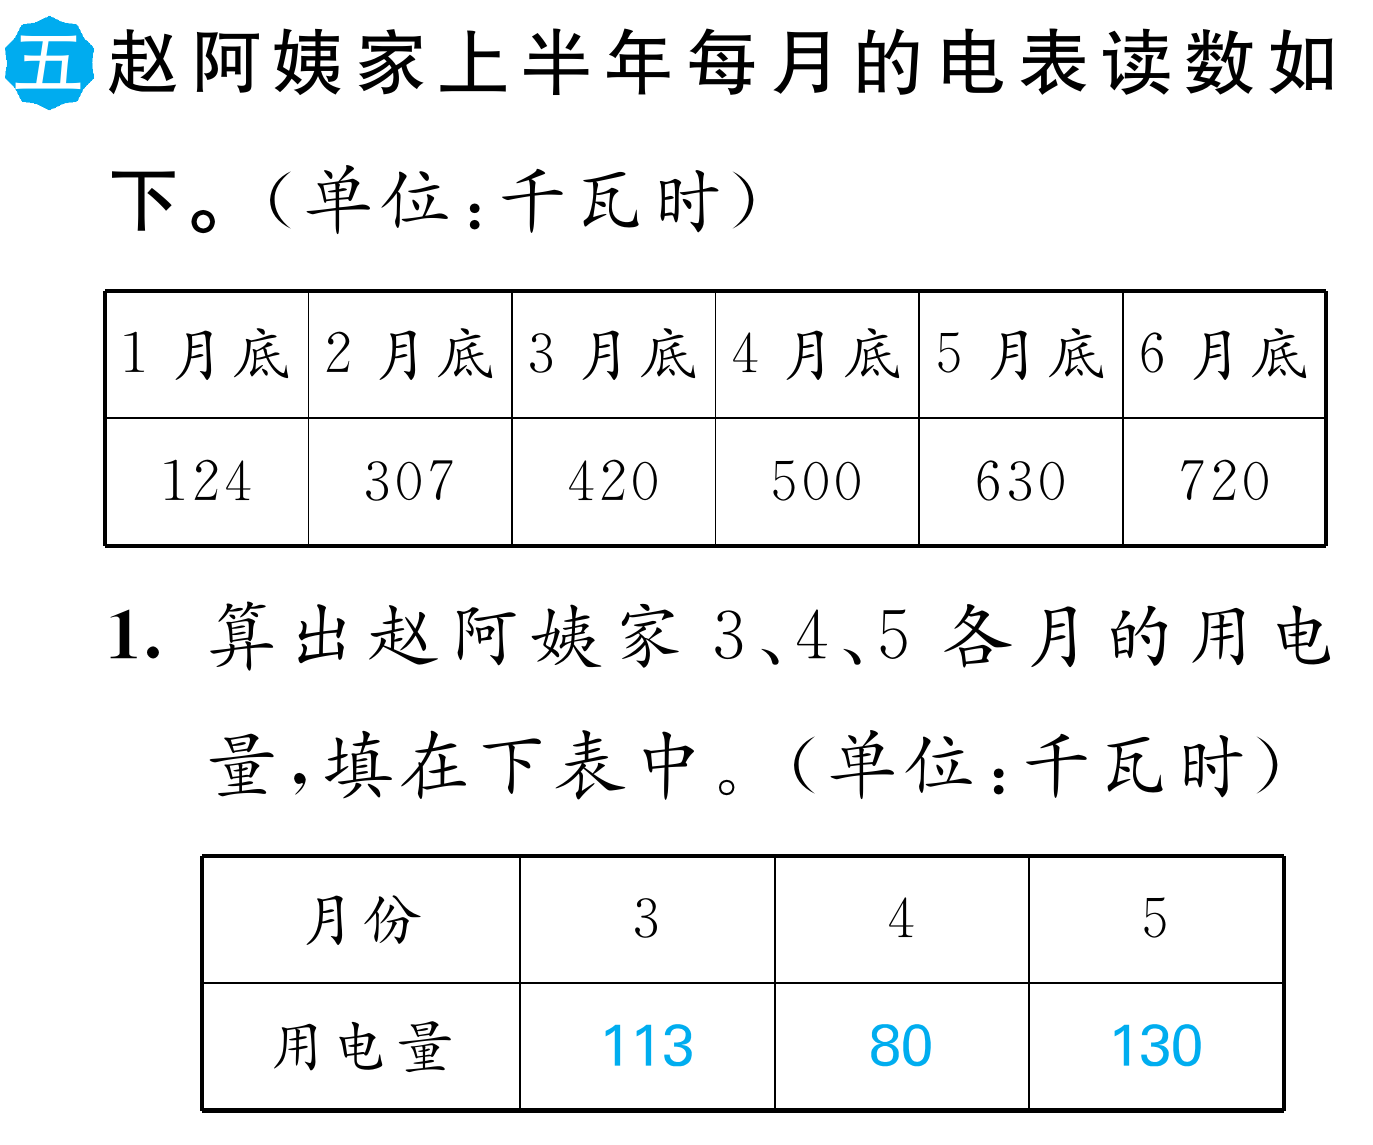 五 赵阿姨家上半年每月的电表读数如
下。（单位：千瓦时）
1月底 2月底 3月底 4月底 5月底 6月底
124 307 420 500 630 720
1. 算出赵阿姨家 3、4、5 各月的用电
量，填在下表中。（单位：千瓦时）
月份 3 4 5
用电量 113 80 130